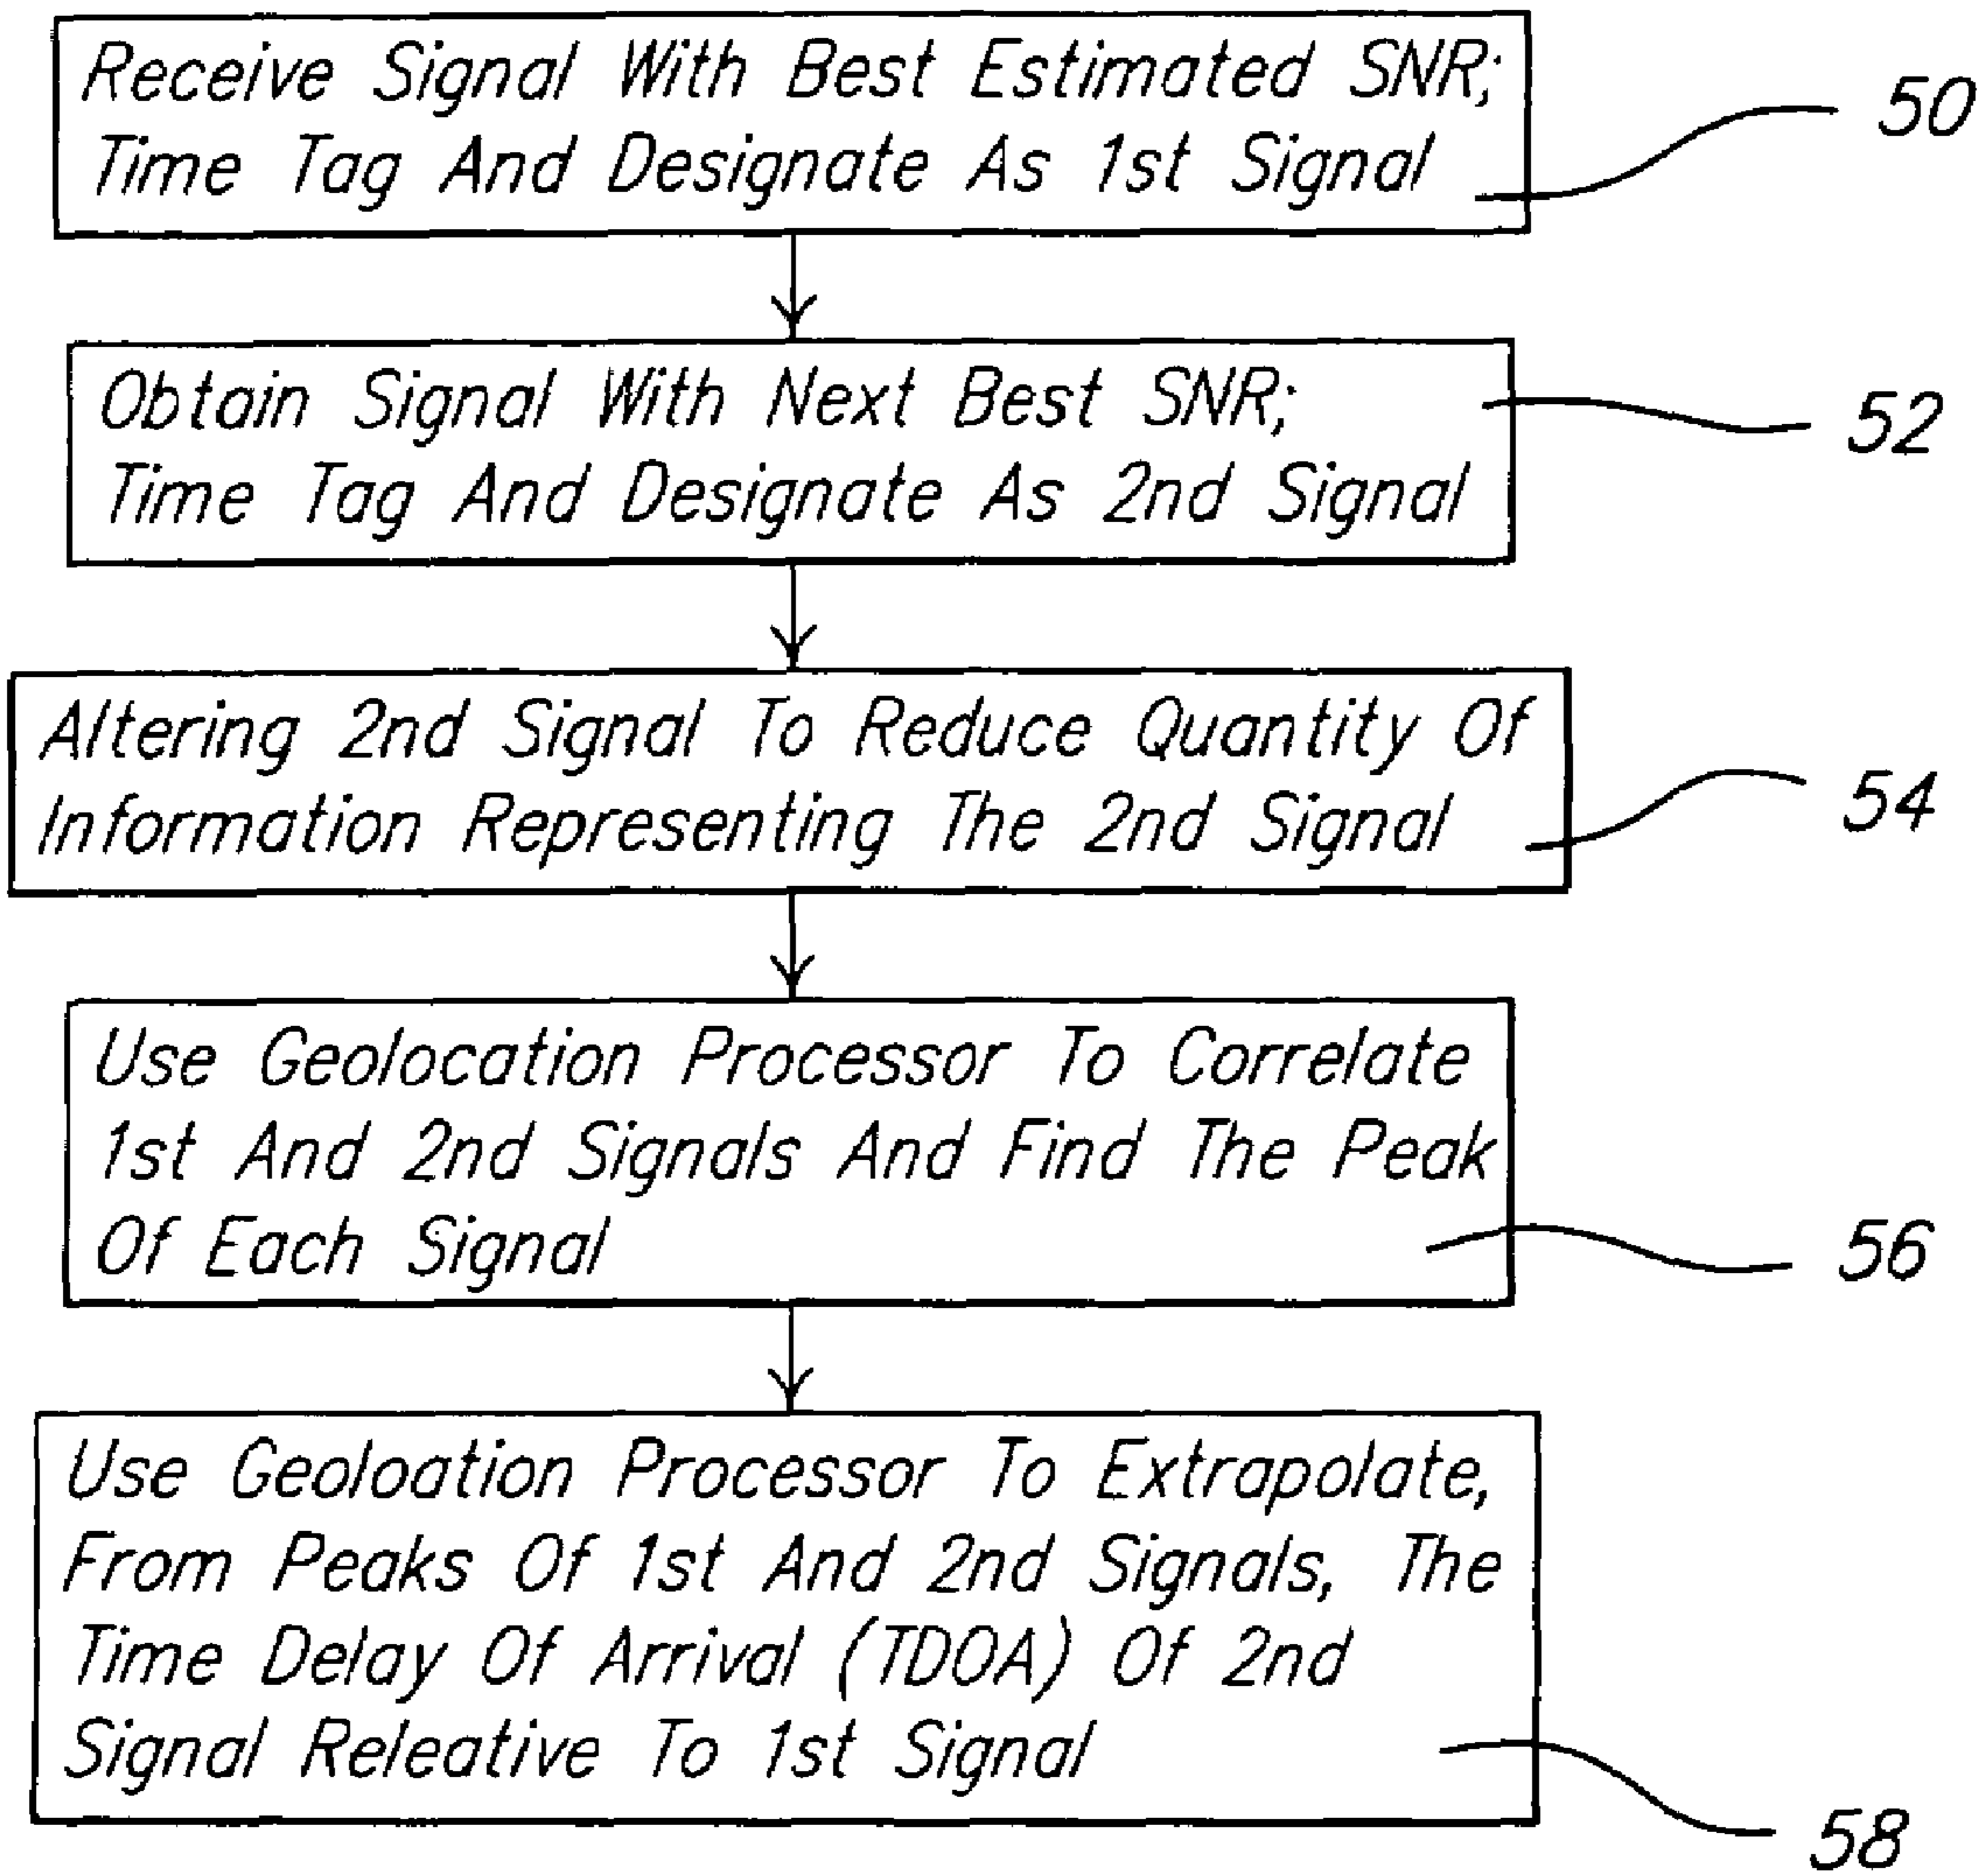 Receive Signal With Best Estimated SNR;
Time Tag And Designate As 1st Signal
50
Obtain Signal With Next Best SNR;
Time Tag And Designate As 2nd Signal
52
Altering 2nd Signal To Reduce Quantity Of
Information Representing The 2nd Signal
54
Use Geolocation Processor To Correlate
1st And 2nd Signals And Find The Peak
Of Each Signal
56
Use Geoloation Processor To Extrapolate,
From Peaks Of 1st And 2nd Signals, The
Time Delay Of Arrival (TDOA) Of 2nd
Signal Releative To 1st Signal
58